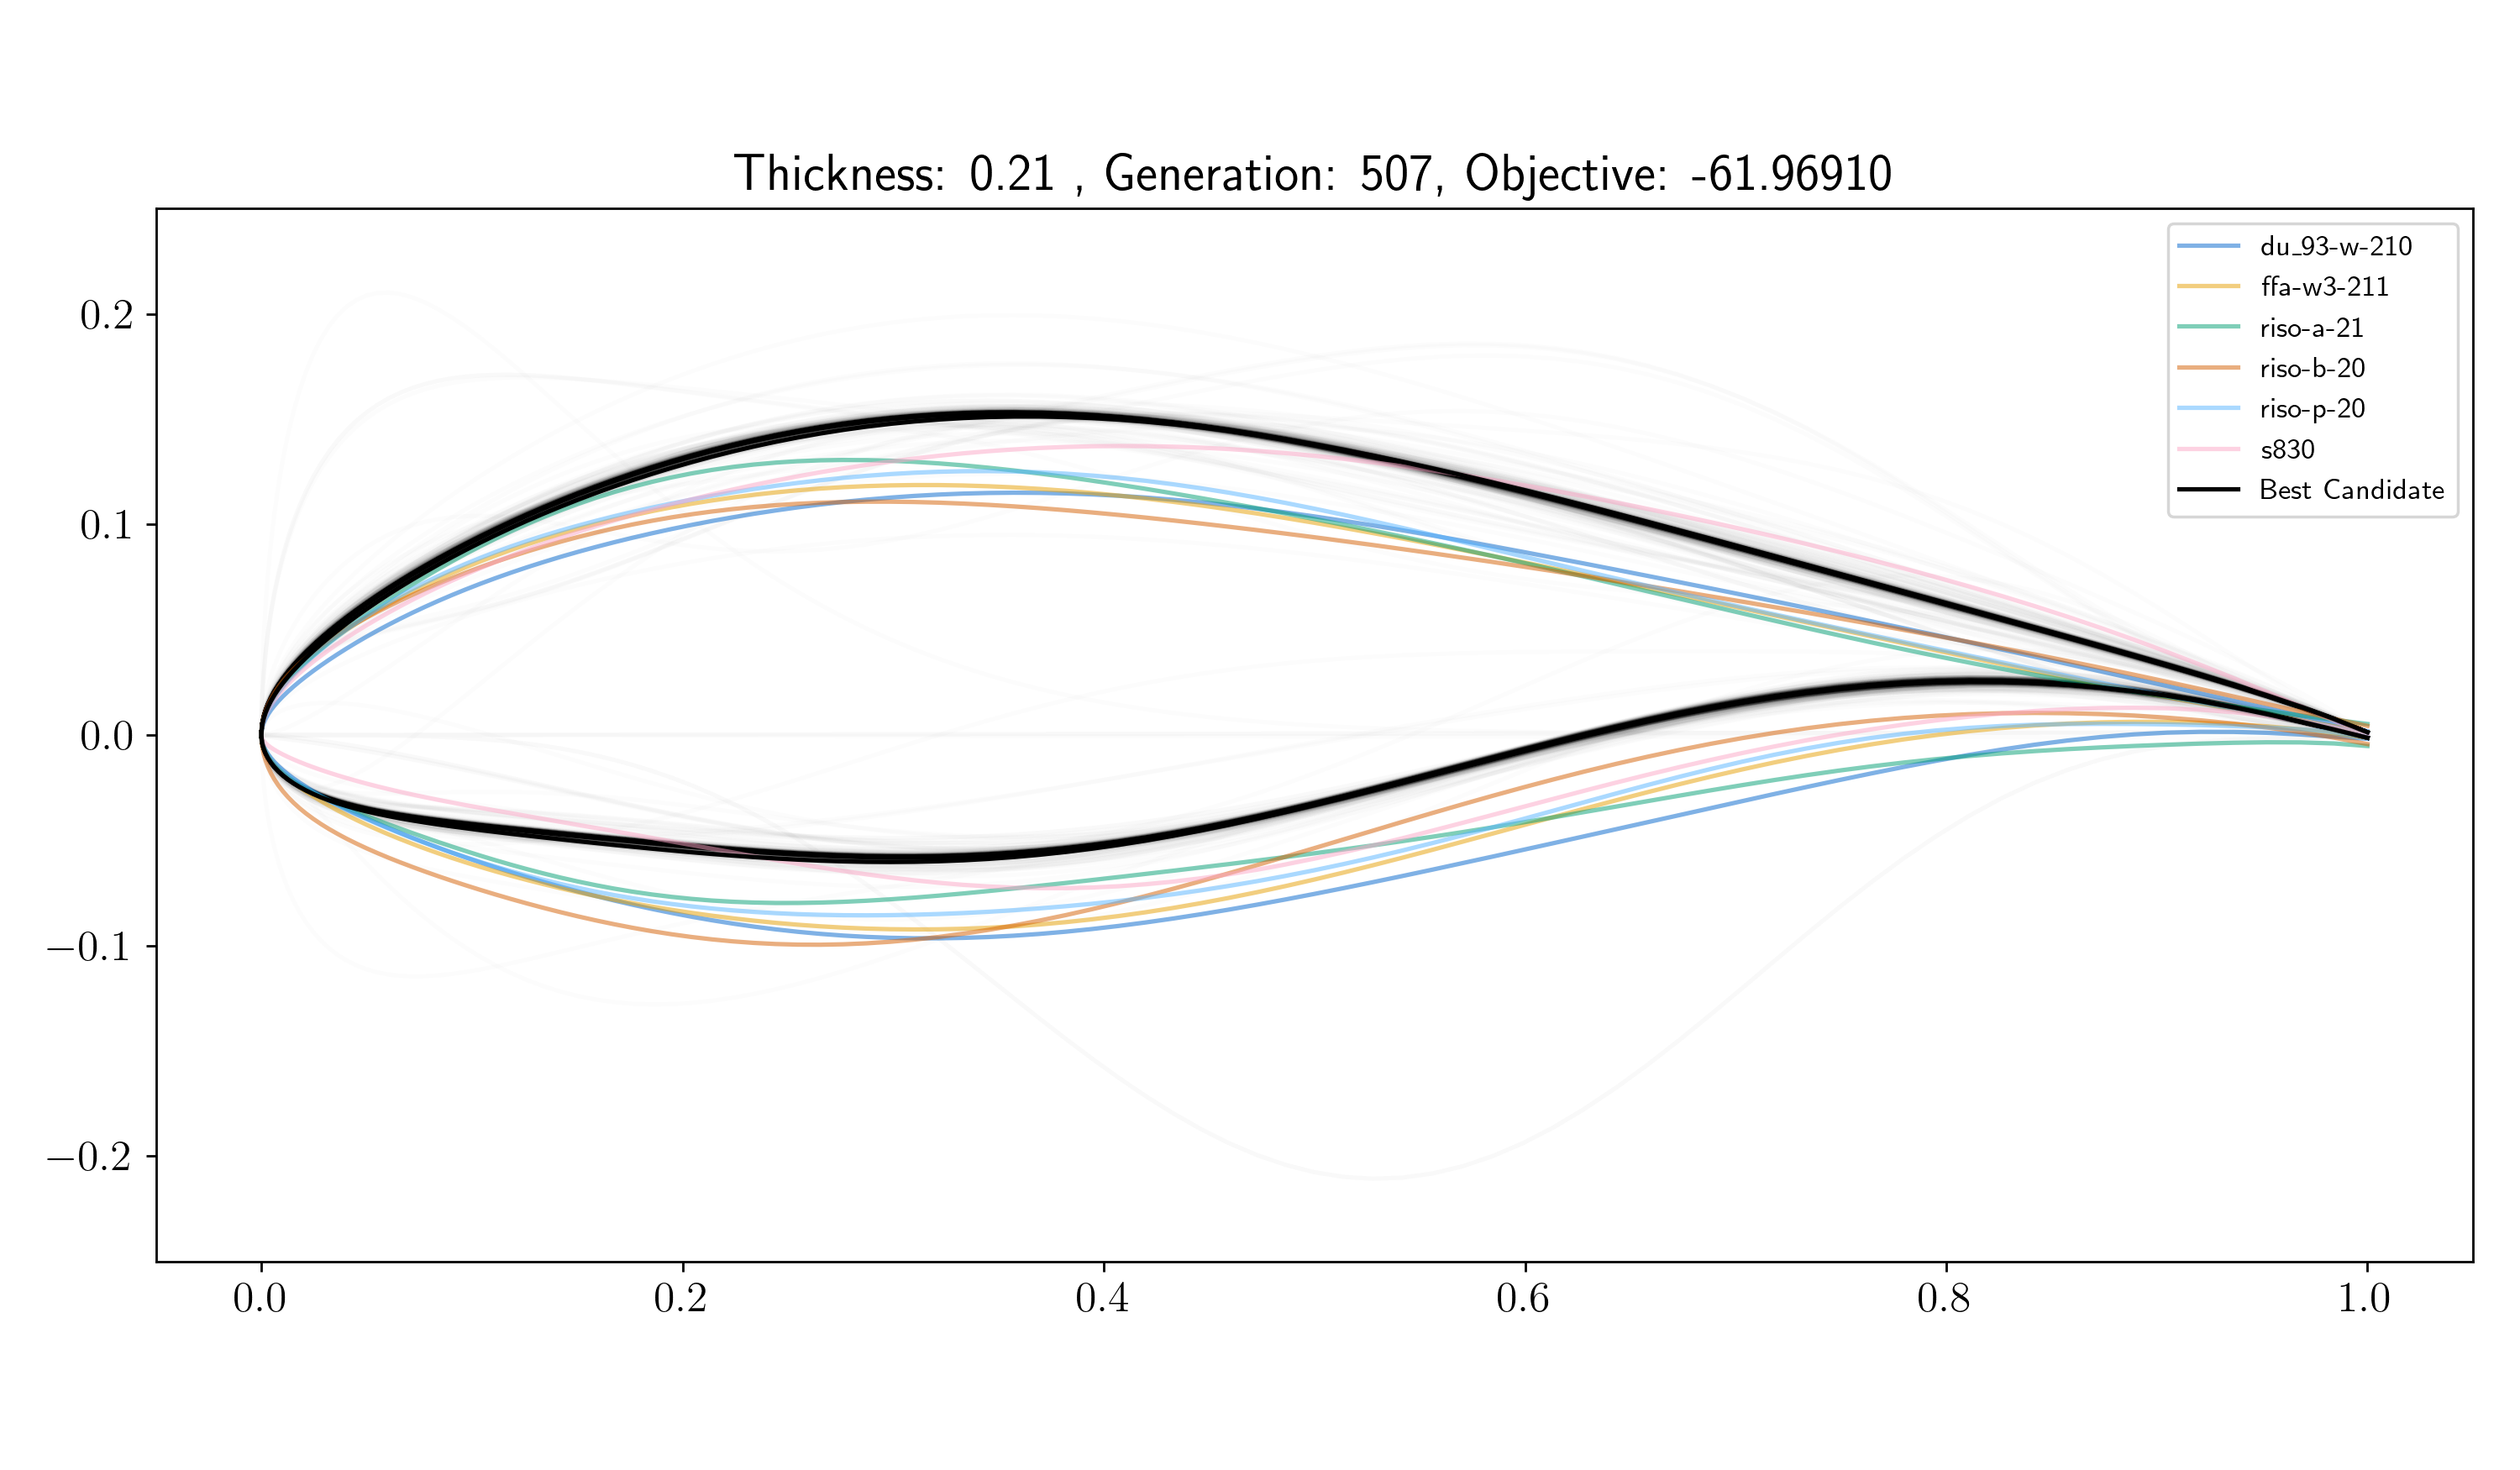 Thickness: 0.21 , Generation: 507, Objective: -61.96910
du_93-w-210
ffa-w3-211
riso-a-21
riso-b-20
riso-p-20
s830
Best Candidate
0.2
0.1
0.0
−0.1
−0.2
0.0 0.2 0.4 0.6 0.8 1.0